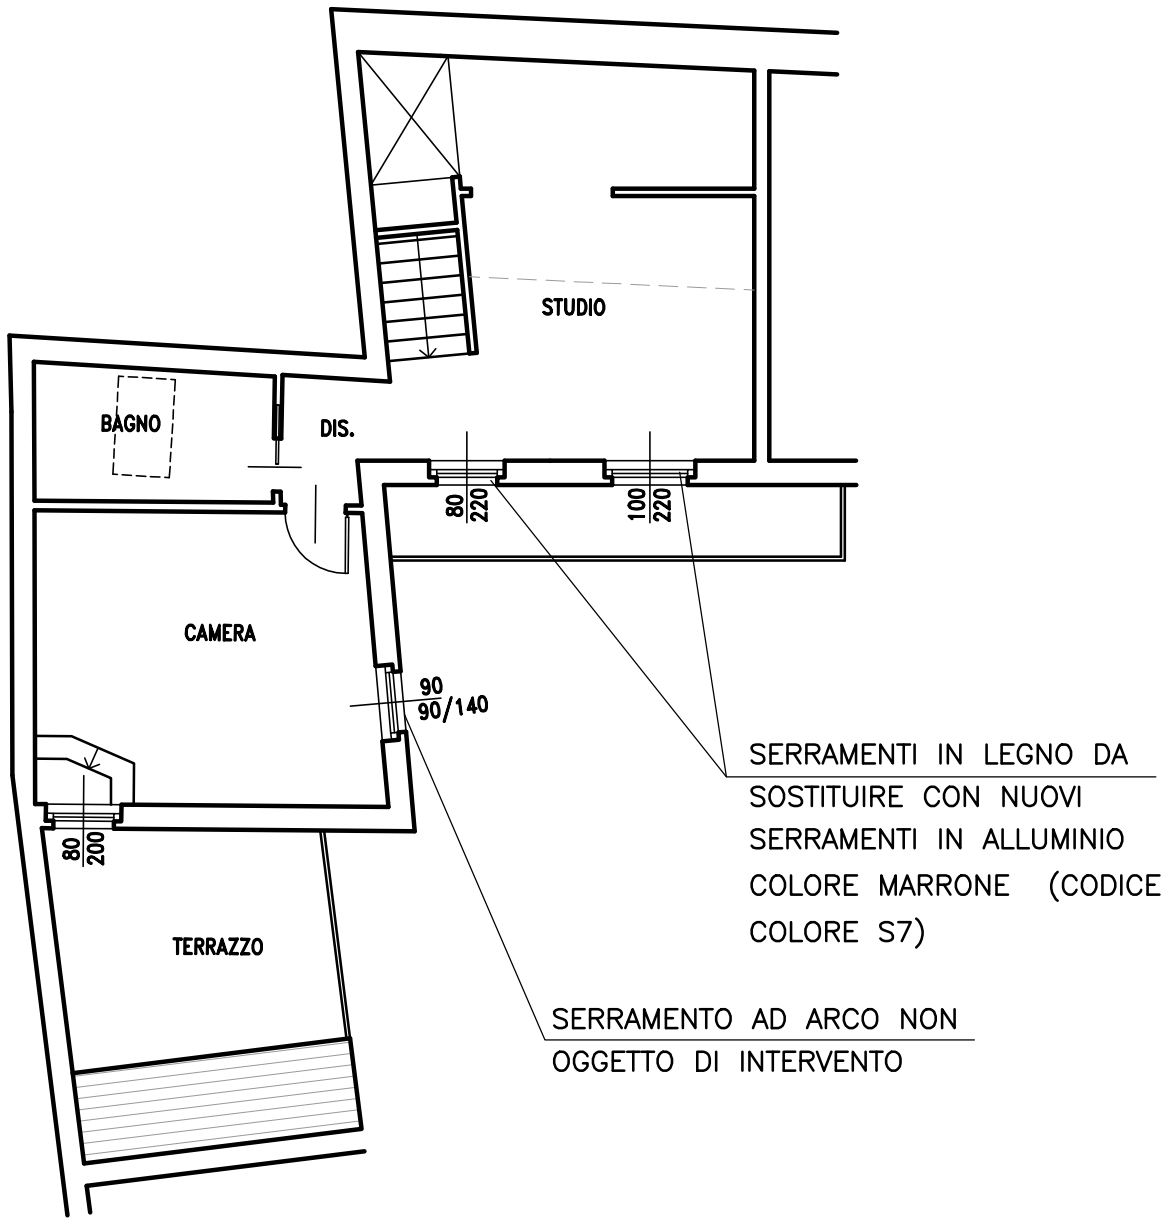 STUDIO
BAGNO
DIS.
80
220
100
220
CAMERA
90
90/140
SERRAMENTI IN LEGNO DA
SOSTITUIRE CON NUOVI
SERRAMENTI IN ALLUMINIO
COLORE MARRONE (CODICE
COLORE S7)
80
200
TERRAZZO
SERRAMENTO AD ARCO NON
OGGETTO DI INTERVENTO